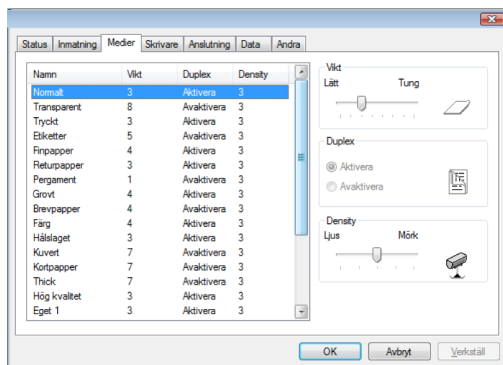 Status Inmatning Medier Skrivare Anslutning Data Andra
Namn Vikt Duplex Density
Normalt 3 Aktivera 3
Transparent 8 Avaktivera 3
Tryckt 3 Aktivera 3
Etiketter 5 Avaktivera 3
Finpapper 4 Aktivera 3
Returpapper 3 Aktivera 3
Pergament 1 Avaktivera 3
Grovt 4 Aktivera 3
Brevpapper 4 Aktivera 3
Färg 4 Aktivera 3
Hålslaget 3 Aktivera 3
Kuvert 7 Avaktivera 3
Kortpapper 7 Avaktivera 3
Thick 7 Avaktivera 3
Hög kvalitet 3 Aktivera 3
Eget 1 3 Aktivera 3
Vikt
Lätt Tung
Duplex
Aktivera
Avaktivera
Density
Ljus Mörk
OK Avbryt Verkställ